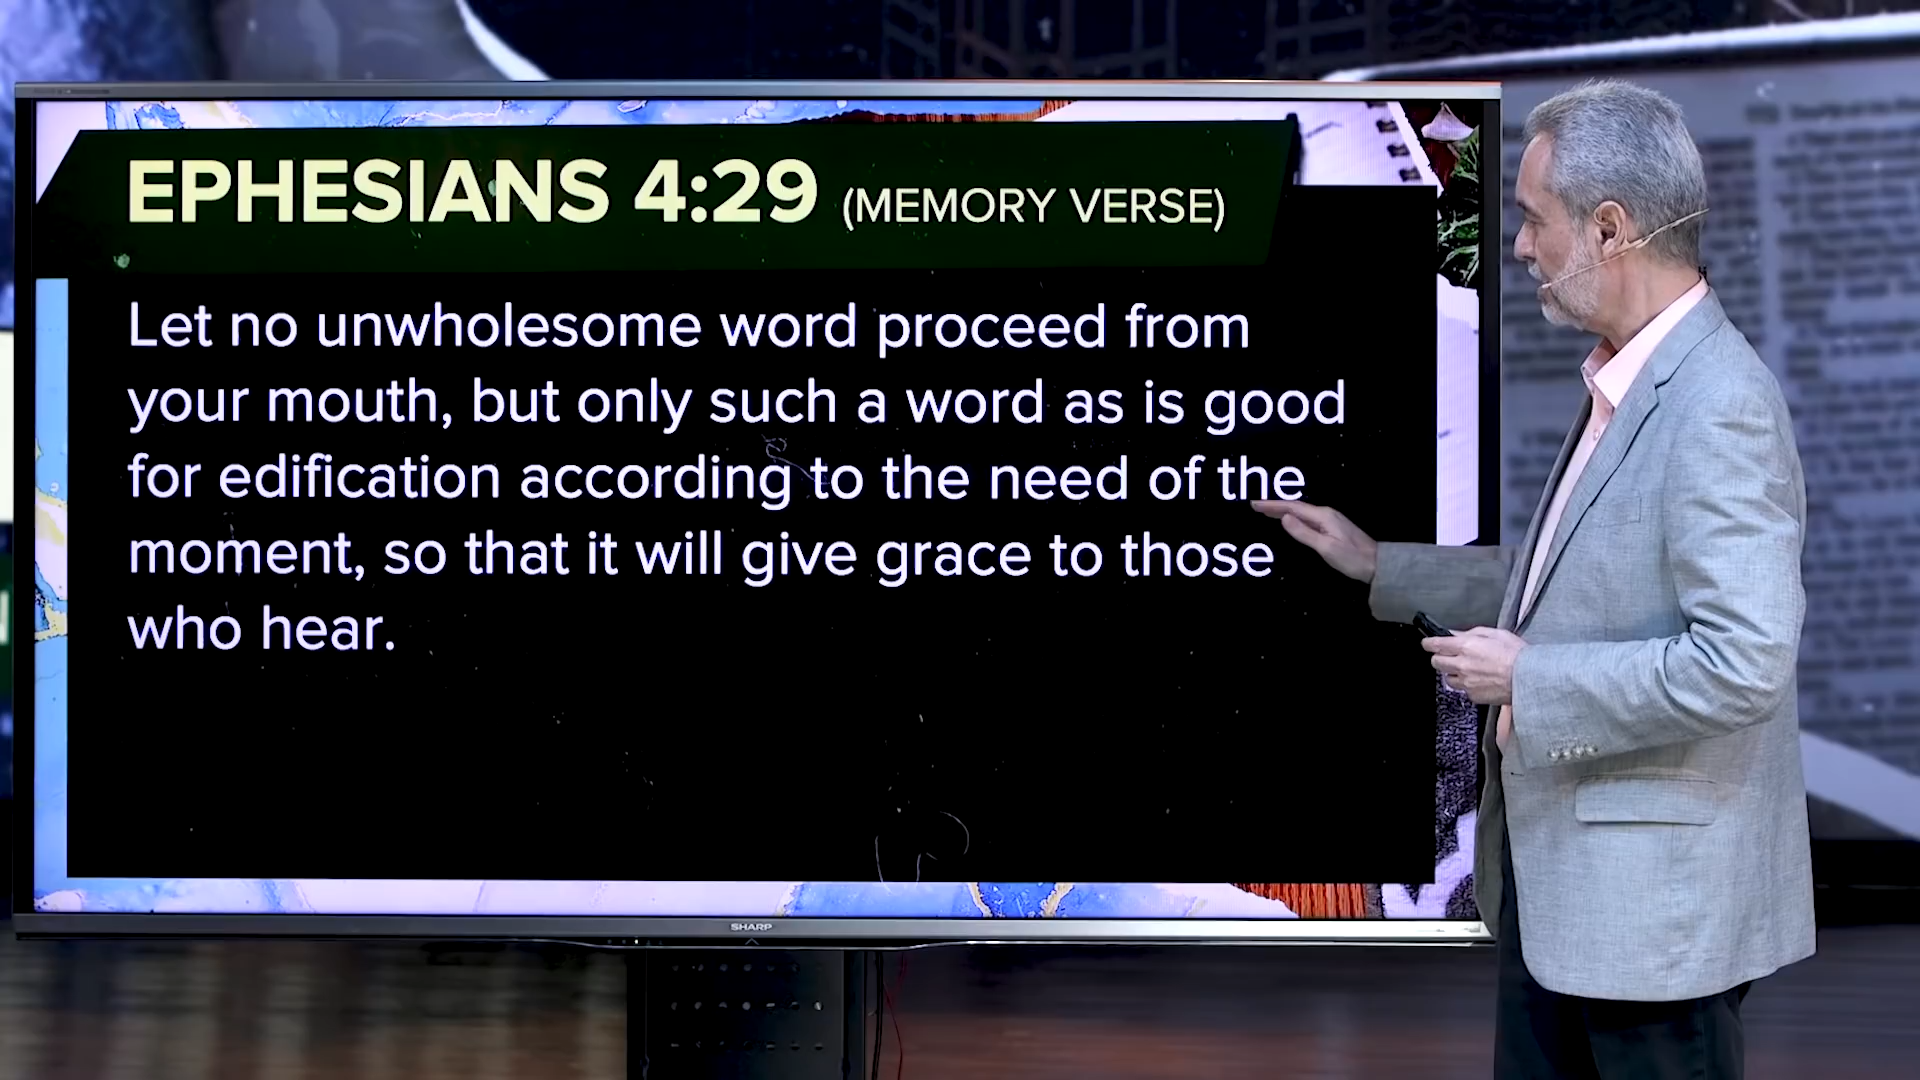 EPHESIANS 4:29 (MEMORY VERSE)
Let no unwholesome word proceed from
your mouth, but only such a word as is good
for edification according to the need of the
moment, so that it will give grace to those
who hear.
SHARP